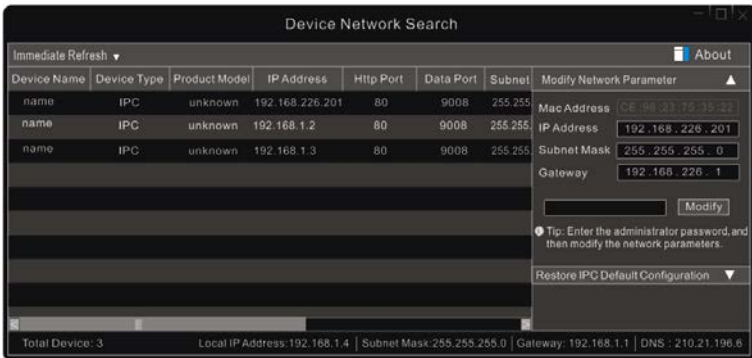 Device Network Search
Immediate Refresh ▼
About
Device Name Device Type Product Model IP Address Http Port Data Port Subnet
name IPC unknown 192.168.226.201 80 9008 255.255
name IPC unknown 192.168.1.2 80 9008 255.255.
name IPC unknown 192.168.1.3 80 9008 255.255.
Modify Network Parameter
Mac Address CE:98:23:75:35:22
IP Address 192.168.226.201
Subnet Mask 255.255.255.0
Gateway 192.168.226.1
Modify
Tip: Enter the administrator password, and
then modify the network parameters.
Restore IPC Default Configuration
Total Device: 3 Local IP Address:192.168.1.4 Subnet Mask:255.255.255.0 Gateway: 192.168.1.1 DNS : 210.21.196.6